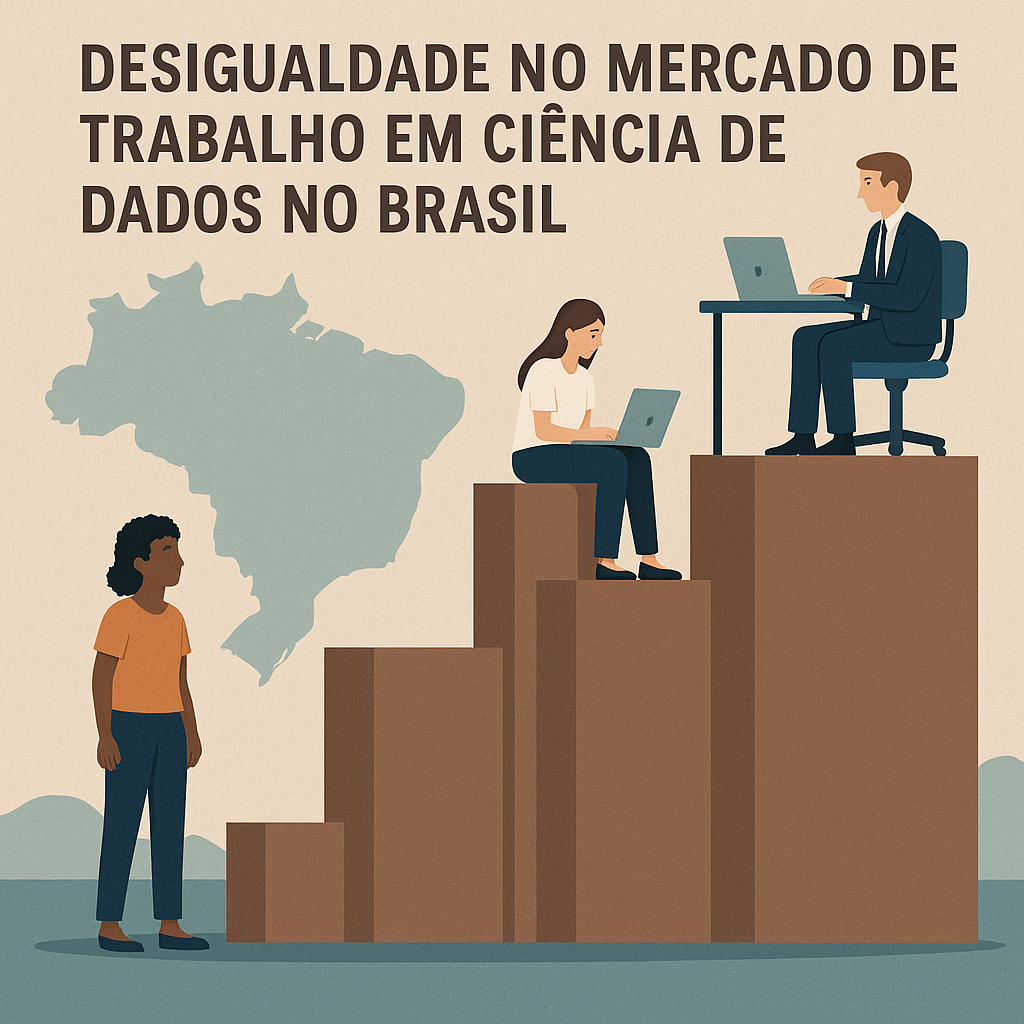 DESIGUALDADE NO MERCADO DE
TRABALHO EM CIÊNCIA DE
DADOS NO BRASIL